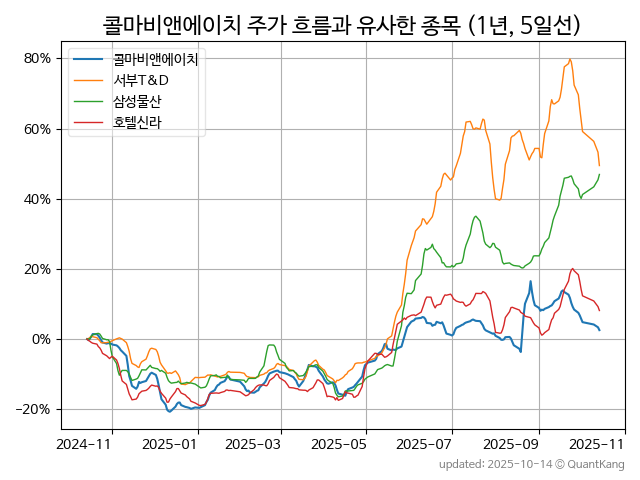 콜마비앤에이치 주가 흐름과 유사한 종목 (1년, 5일선)
콜마비앤에이치
서부T&D
삼성물산
호텔신라
80%
60%
40%
20%
0%
−20%
2024-11 2025-01 2025-03 2025-05 2025-07 2025-09 2025-11
updated: 2025-10-14 © QuantKang